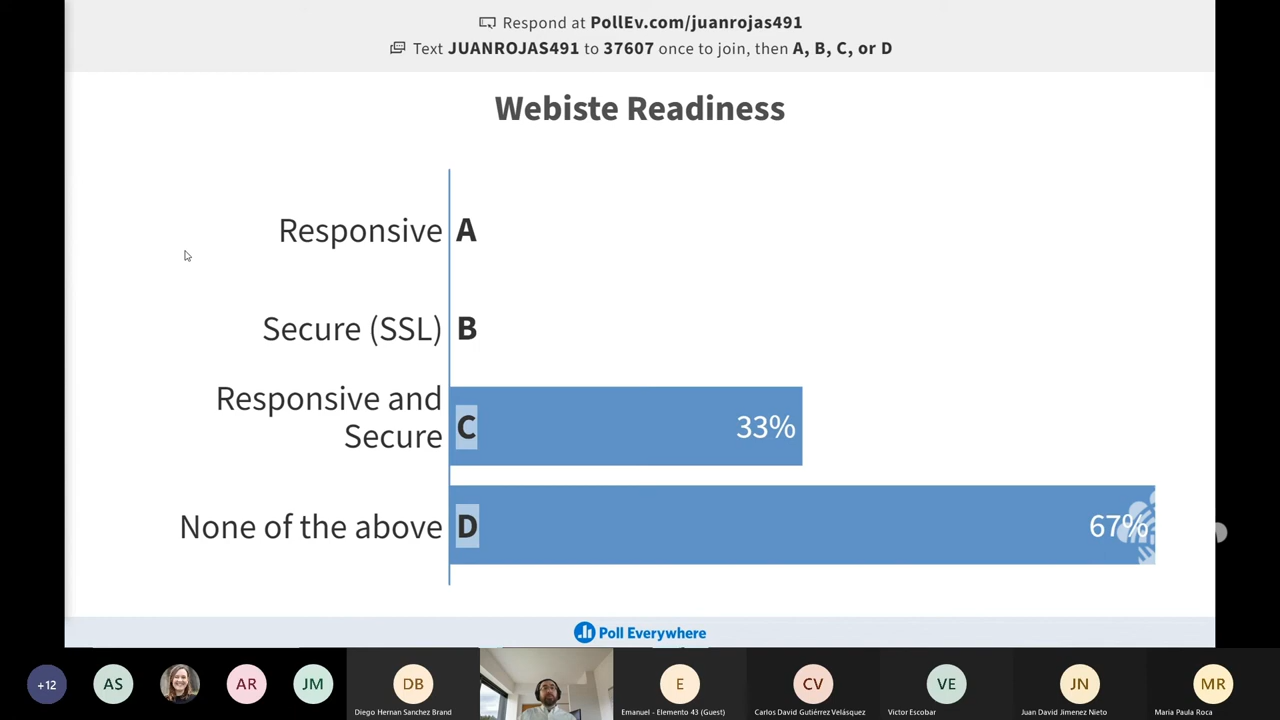 Respond at PollEv.com/juanrojas491
Text JUANROJAS491 to 37607 once to join, then A, B, C, or D
Webiste Readiness
Responsive A
Secure (SSL) B
Responsive and
Secure
C 33%
None of the above D 67%
Poll Everywhere
+12 AS AR JM DB E CV VE JN MR
Diego Hernan Sanchez Brand Emanuel - Elemento 43 (Guest) Carlos David Gutiérrez Velásquez Victor Escobar Juan David Jimenez Nieto Maria Paula Roca